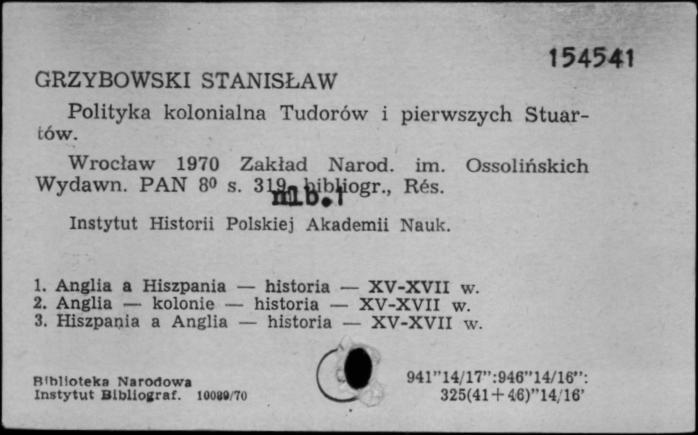 154541
GRZYBOWSKI STANISŁAW
Polityka kolonialna Tudorów i pierwszych Stuar-
tów.
Wrocław 1970 Zakład Narod. im. Ossolińskich
Wydawn. PAN 8⁰ s. 319, bibliogr., Rés.
nlb.1
Instytut Historii Polskiej Akademii Nauk.
1. Anglia a Hiszpania — historia — XV-XVII w.
2. Anglia — kolonie — historia — XV-XVII w.
3. Hiszpania a Anglia — historia — XV-XVII w.
Biblioteka Narodowa
Instytut Bibliograf. 10089/70
941"14/17":946"14/16":
325(41+46)"14/16'